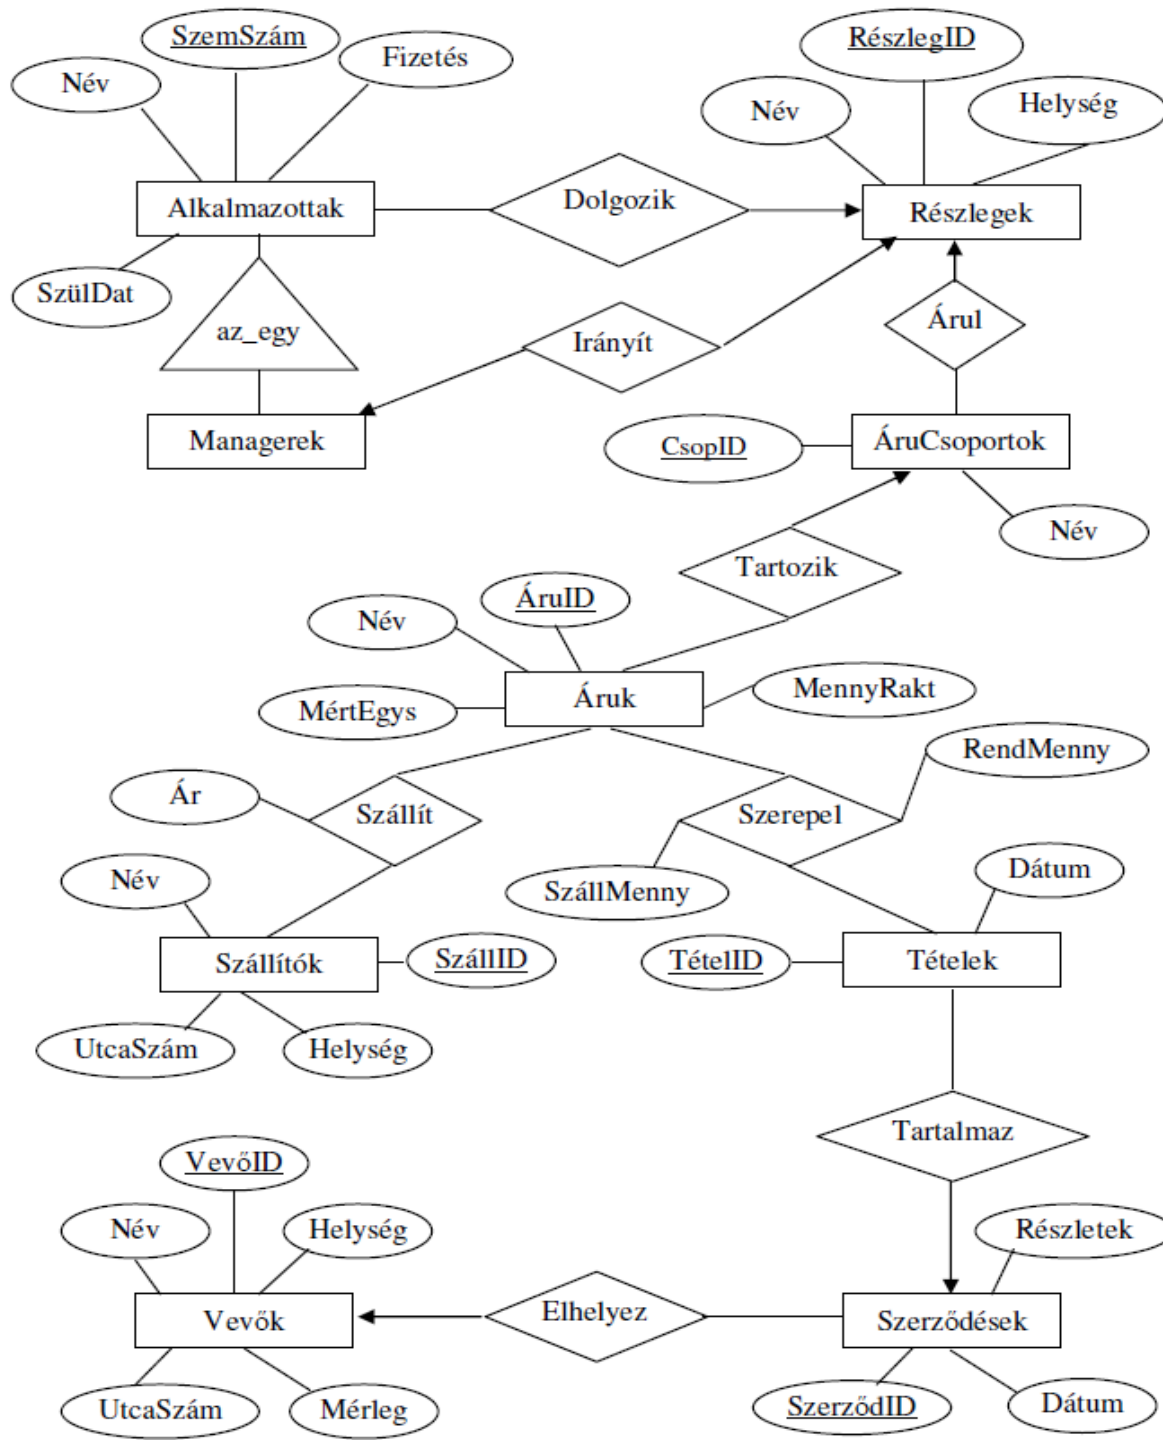 SzemSzám
RészlegID
Fizetés
Név
Név
Helység
Alkalmazottak
Dolgozik
Részlegek
SzülDat
az_egy
Irányít
Árul
Managerek
CsopID
ÁruCsoportok
Név
Tartozik
ÁruID
Név
Áruk
MennyRakt
MértEgys
RendMenny
Ár
Szállít
Szerepel
Név
SzállMenny
Dátum
Szállítók
SzállID
TételID
Tételek
UtcaSzám
Helység
Tartalmaz
VevőID
Név
Helység
Részletek
Vevők
Elhelyez
Szerződések
UtcaSzám
Mérleg
SzerződID
Dátum